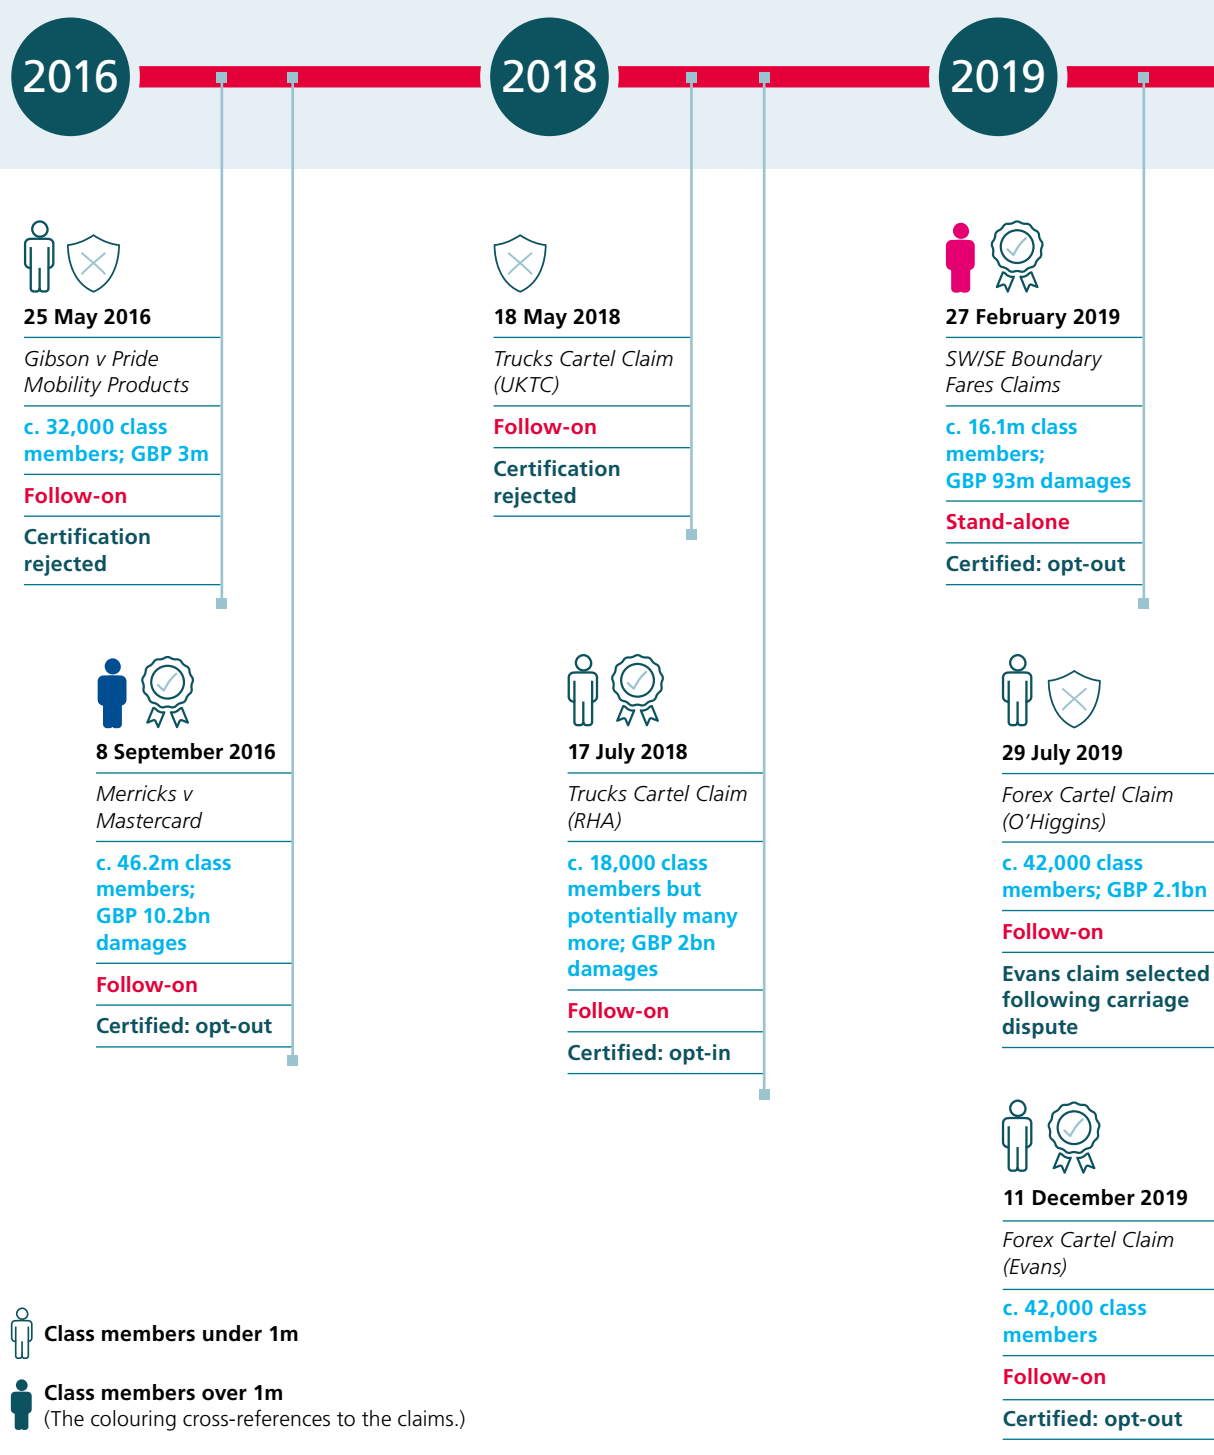 2016
2018
2019
25 May 2016
Gibson v Pride
Mobility Products
c. 32,000 class
members; GBP 3m
Follow-on
Certification
rejected
8 September 2016
Merricks v
Mastercard
c. 46.2m class
members;
GBP 10.2bn
damages
Follow-on
Certified: opt-out
18 May 2018
Trucks Cartel Claim
(UKTC)
Follow-on
Certification
rejected
17 July 2018
Trucks Cartel Claim
(RHA)
c. 18,000 class
members but
potentially many
more; GBP 2bn
damages
Follow-on
Certified: opt-in
27 February 2019
SW/SE Boundary
Fares Claims
c. 16.1m class
members;
GBP 93m damages
Stand-alone
Certified: opt-out
29 July 2019
Forex Cartel Claim
(O’Higgins)
c. 42,000 class
members; GBP 2.1bn
Follow-on
Evans claim selected
following carriage
dispute
11 December 2019
Forex Cartel Claim
(Evans)
c. 42,000 class
members
Follow-on
Certified: opt-out
Class members under 1m
Class members over 1m
(The colouring cross-references to the claims.)